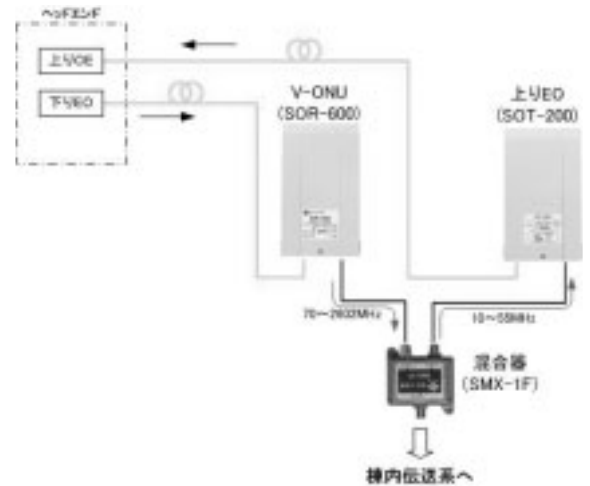 ヘッドエンド
上りOE
下りEO
V-ONU
(SOR-600)
上りEO
(SOT-200)
70～2602MHz
10～55MHz
混合器
(SMX-1F)
棟内伝送系へ